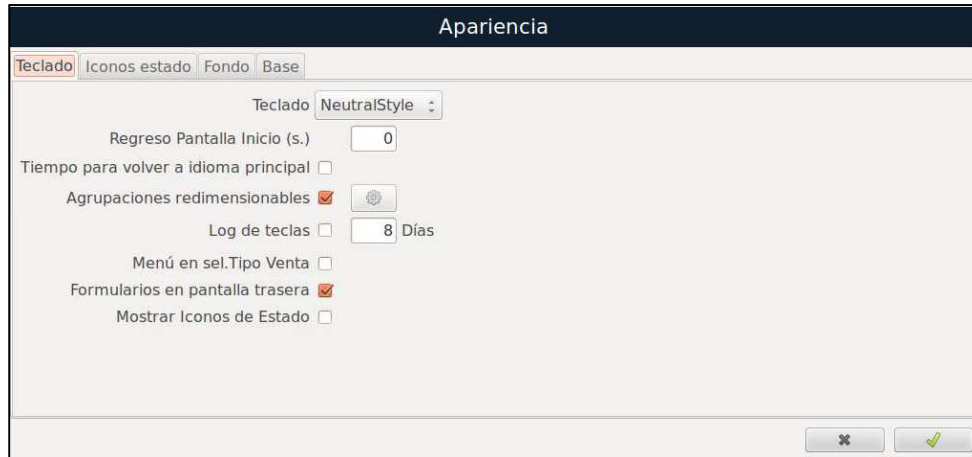 Apariencia
Teclado Iconos estado Fondo Base
Teclado NeutralStyle
Regreso Pantalla Inicio (s.) 0
Tiempo para volver a idioma principal
Agrupaciones redimensionables
Log de teclas 8 Días
Menú en sel.Tipo Venta
Formularios en pantalla trasera
Mostrar Iconos de Estado